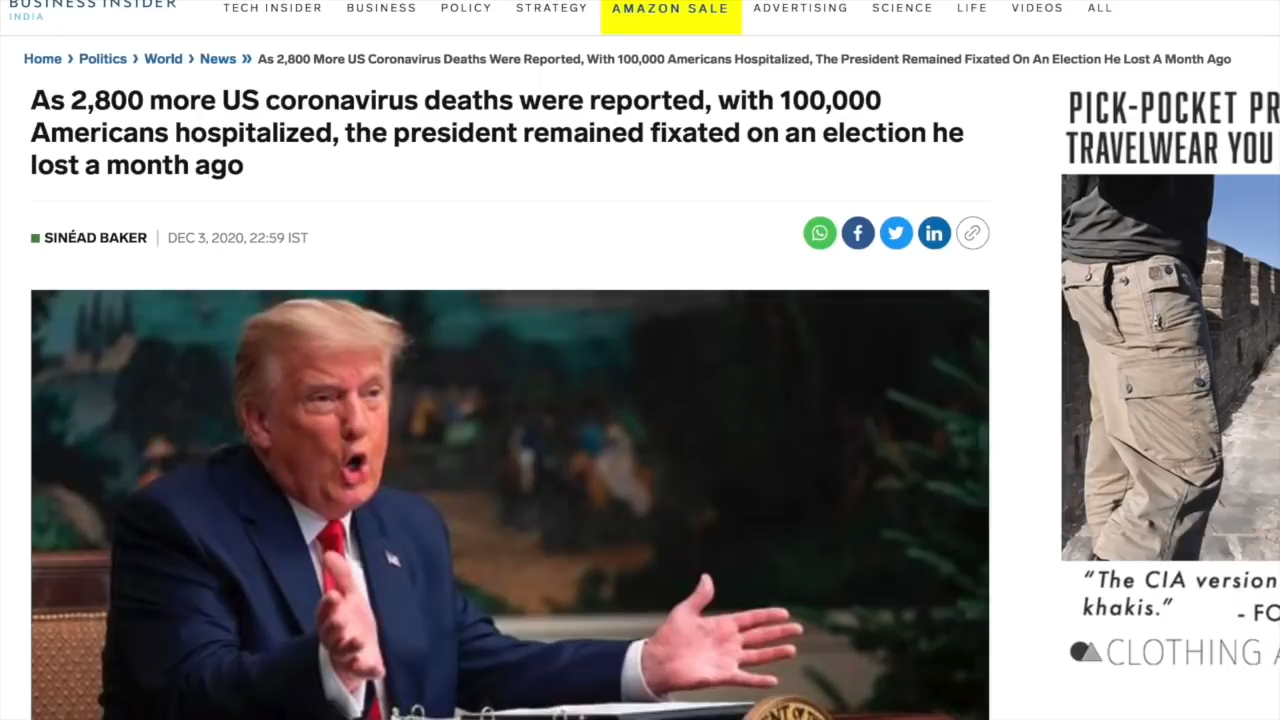 BUSINESS INSIDER
INDIA
TECH INSIDER BUSINESS POLICY STRATEGY AMAZON SALE ADVERTISING SCIENCE LIFE VIDEOS ALL
Home › Politics › World › News » As 2,800 More US Coronavirus Deaths Were Reported, With 100,000 Americans Hospitalized, The President Remained Fixated On An Election He Lost A Month Ago
As 2,800 more US coronavirus deaths were reported, with 100,000
Americans hospitalized, the president remained fixated on an election he
lost a month ago
SINÉAD BAKER | DEC 3, 2020, 22:59 IST
PICK-POCKET PR
TRAVELWEAR YOU
"The CIA version
khakis."
- FO
CLOTHING A